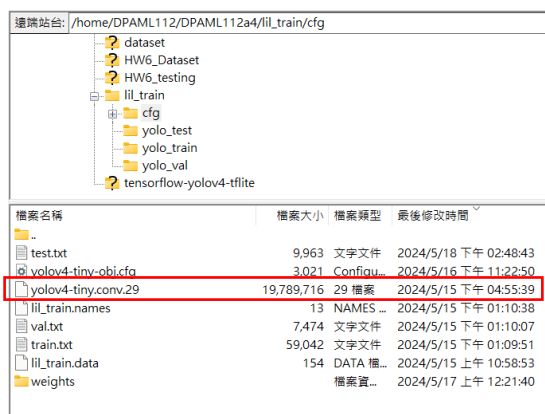 遠端站台: /home/DPAML112/DPAML112a4/lil_train/cfg
dataset
HW6_Dataset
HW6_testing
lil_train
cfg
yolo_test
yolo_train
yolo_val
tensorflow-yolov4-tflite
檔案名稱 檔案大小 檔案類型 最後修改時間
..
test.txt 9,963 文字文件 2024/5/18 下午 02:48:43
yolov4-tiny-obj.cfg 3,021 Configu... 2024/5/16 下午 11:22:50
yolov4-tiny.conv.29 19,789,716 29 檔案 2024/5/15 下午 04:55:39
lil_train.names 13 NAMES ... 2024/5/15 下午 01:10:38
val.txt 7,474 文字文件 2024/5/15 下午 01:10:07
train.txt 59,042 文字文件 2024/5/15 下午 01:09:51
lil_train.data 154 DATA 檔... 2024/5/15 上午 10:58:53
weights 檔案資... 2024/5/17 上午 12:21:40